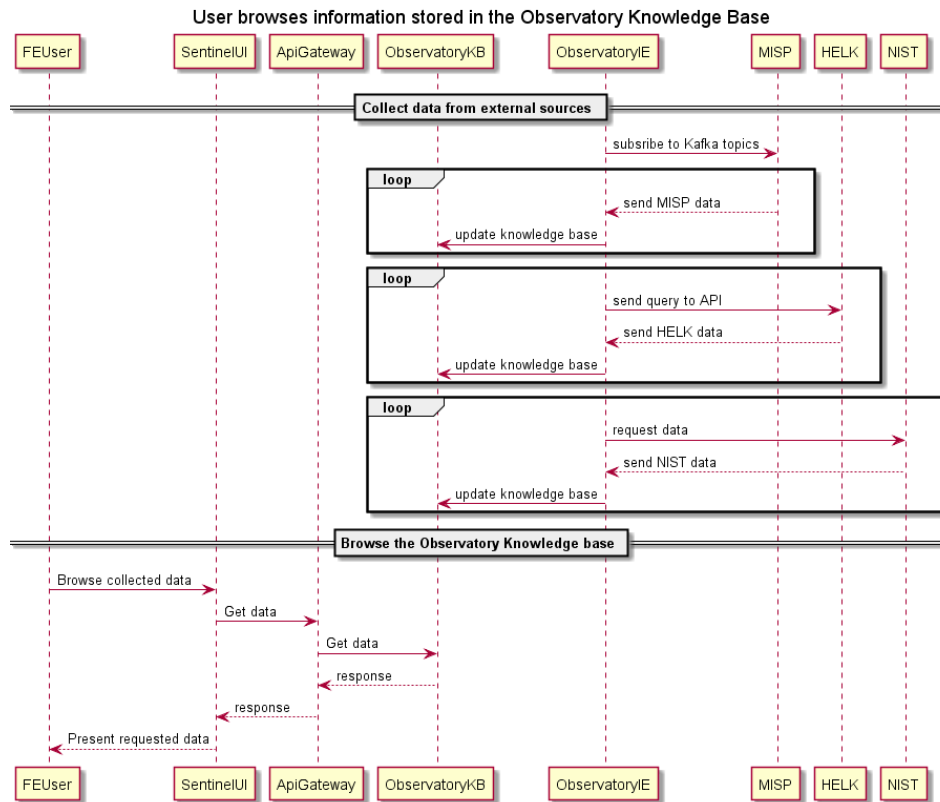 User browses information stored in the Observatory Knowledge Base
FEUser SentinelUI ApiGateway ObservatoryKB ObservatoryIE MISP HELK NIST
Collect data from external sources
subsribe to Kafka topics
loop
send MISP data
update knowledge base
loop
send query to API
send HELK data
update knowledge base
loop
request data
send NIST data
update knowledge base
Browse the Observatory Knowledge base
Browse collected data
Get data
Get data
response
response
Present requested data
FEUser SentinelUI ApiGateway ObservatoryKB ObservatoryIE MISP HELK NIST